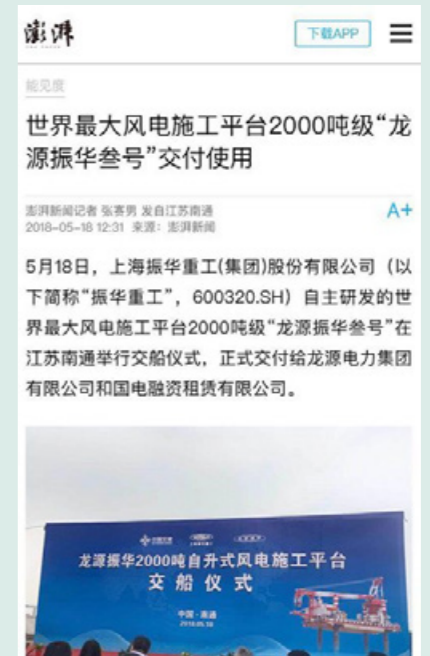 澎湃
下载APP
能见度
世界最大风电施工平台2000吨级“龙
源振华叁号”交付使用
澎湃新闻记者 张赛男 发自江苏南通
A+
2018-05-18 12:31 来源：澎湃新闻
5月18日，上海振华重工(集团)股份有限公司（以
下简称“振华重工”，600320.SH）自主研发的世
界最大风电施工平台2000吨级“龙源振华叁号”在
江苏南通举行交船仪式，正式交付给龙源电力集团
有限公司和国电融资租赁有限公司。
龙源振华2000吨自升式风电施工平台
交船仪式
中国·南通
2018.05.18